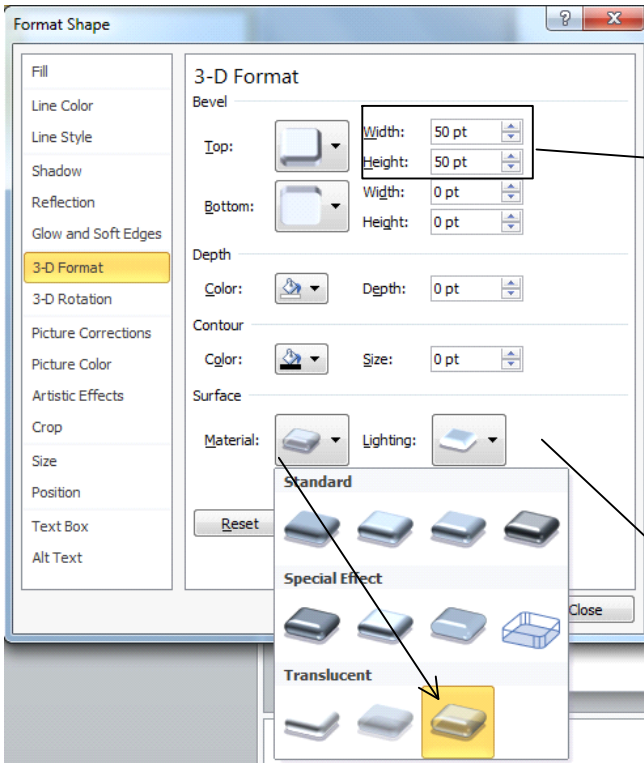 Format Shape
Fill
Line Color
Line Style
Shadow
Reflection
Glow and Soft Edges
3-D Format
3-D Rotation
Picture Corrections
Picture Color
Artistic Effects
Crop
Size
Position
Text Box
Alt Text
3-D Format
Bevel
Top:
Width: 50 pt
Height: 50 pt
Bottom:
Width: 0 pt
Height: 0 pt
Depth
Color: Depth: 0 pt
Contour
Color: Size: 0 pt
Surface
Material: Lighting:
Reset
Standard
Special Effect
Translucent
Close